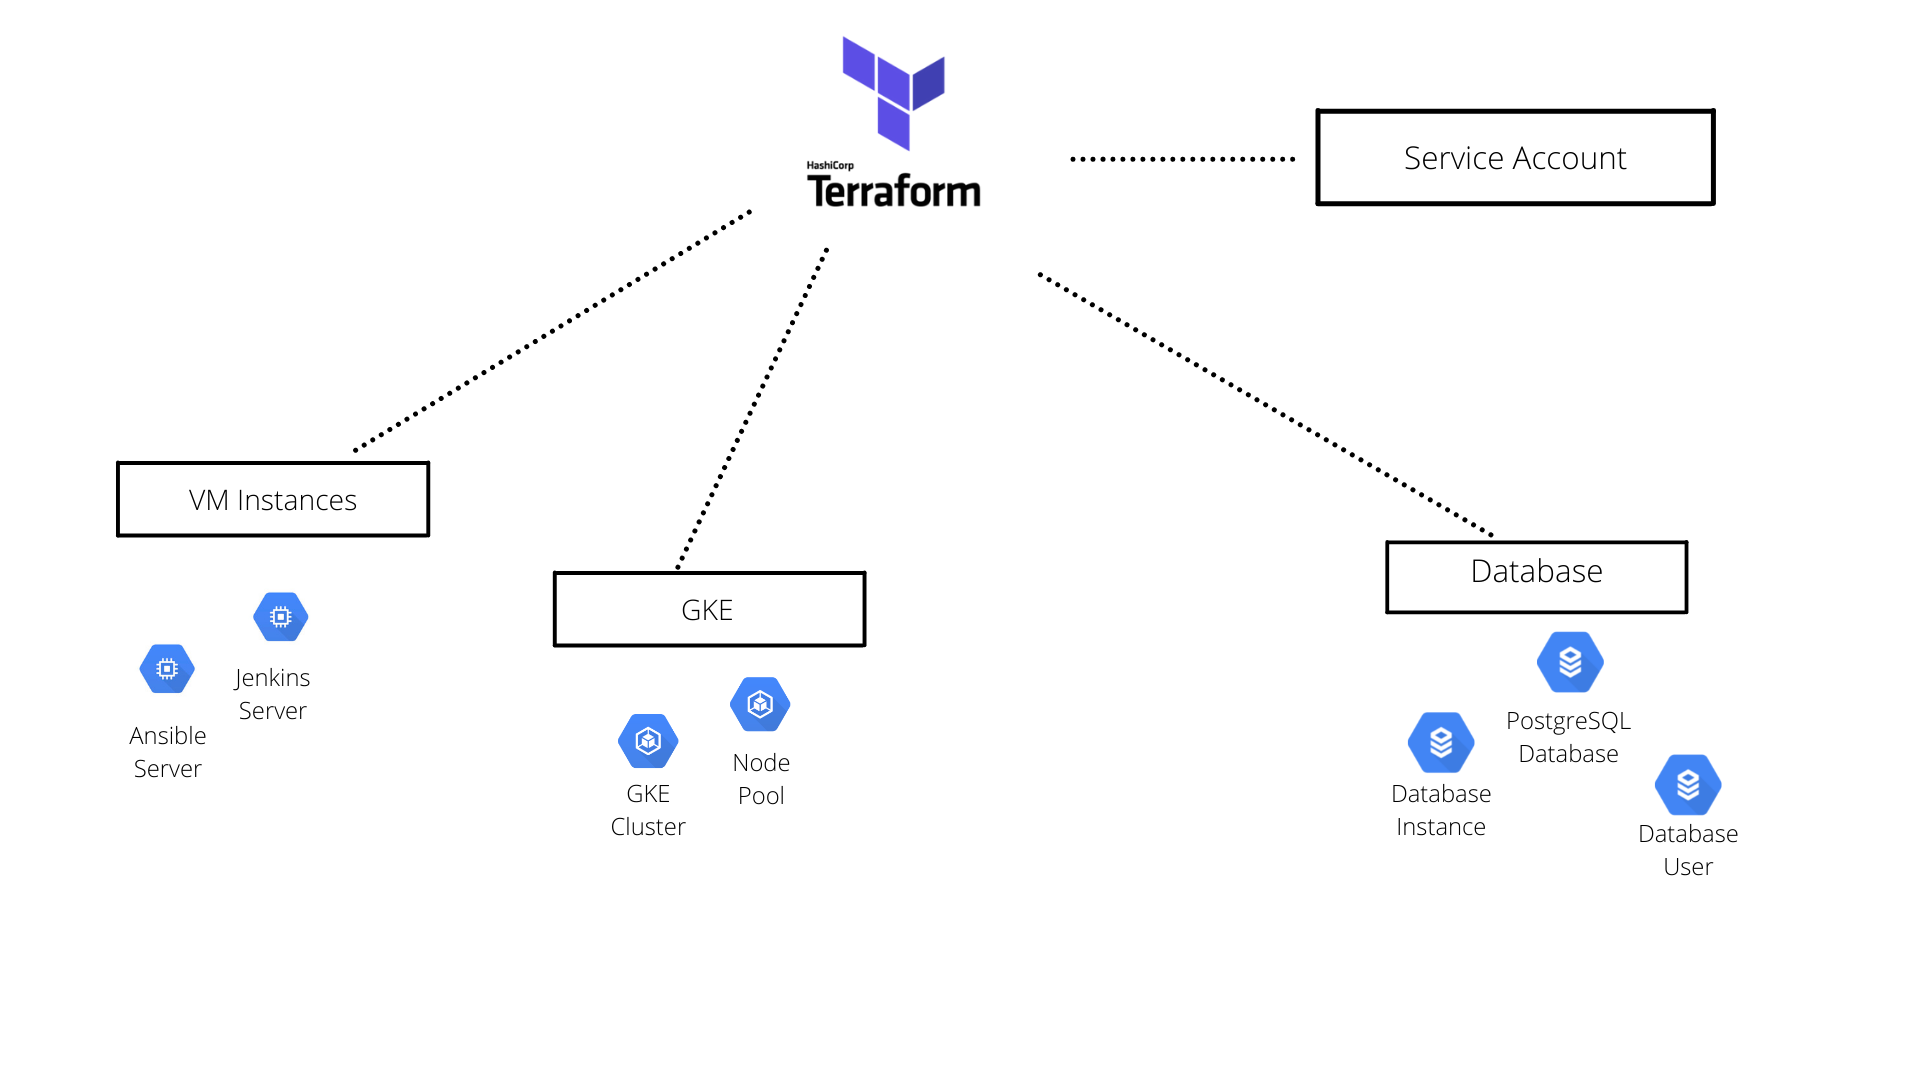 HashiCorp
Terraform
Service Account
VM Instances
Jenkins
Server
Ansible
Server
GKE
GKE
Cluster
Node
Pool
Database
PostgreSQL
Database
Database
Instance
Database
User